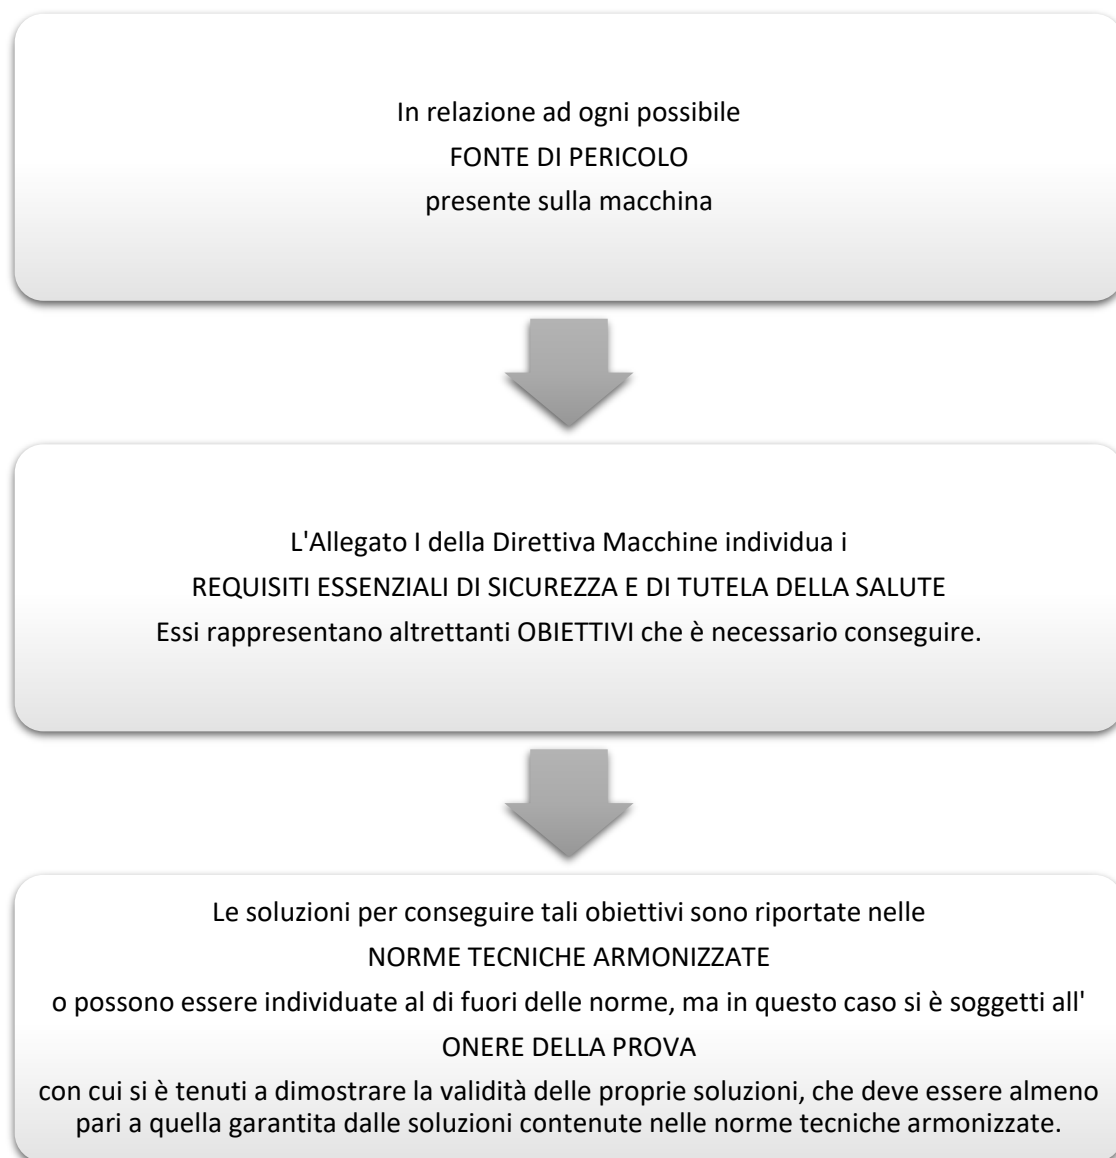 In relazione ad ogni possibile
FONTE DI PERICOLO
presente sulla macchina
L'Allegato I della Direttiva Macchine individua i
REQUISITI ESSENZIALI DI SICUREZZA E DI TUTELA DELLA SALUTE
Essi rappresentano altrettanti OBIETTIVI che è necessario conseguire.
Le soluzioni per conseguire tali obiettivi sono riportate nelle
NORME TECNICHE ARMONIZZATE
o possono essere individuate al di fuori delle norme, ma in questo caso si è soggetti all'
ONERE DELLA PROVA
con cui si è tenuti a dimostrare la validità delle proprie soluzioni, che deve essere almeno
pari a quella garantita dalle soluzioni contenute nelle norme tecniche armonizzate.